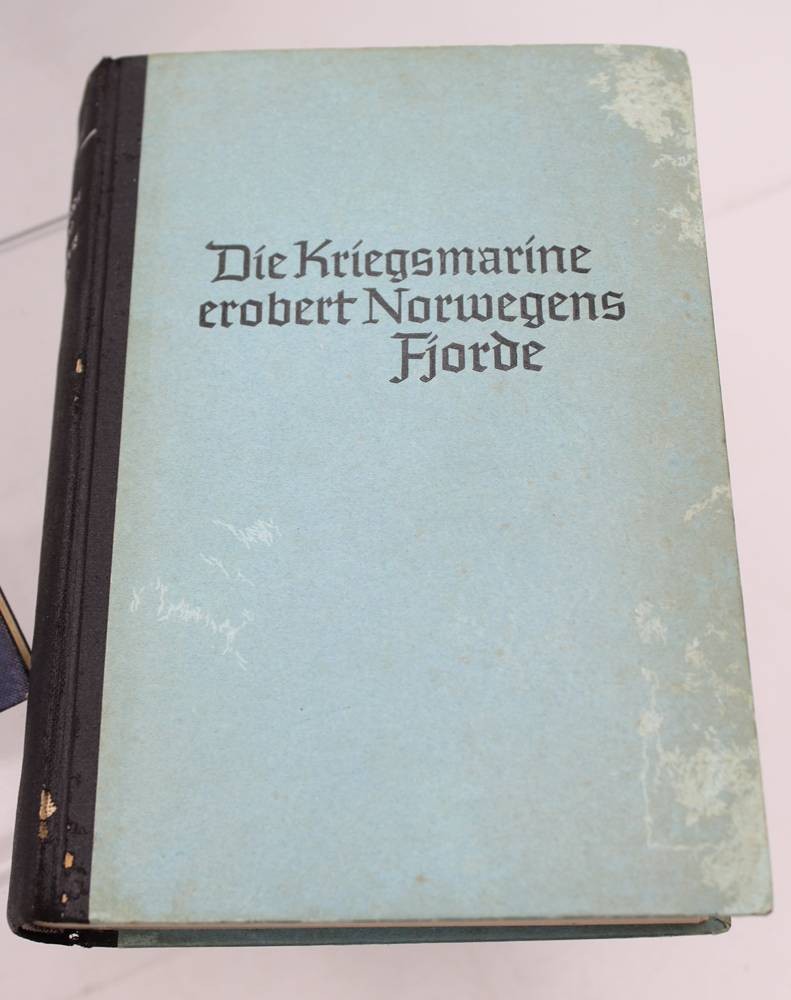 Die Kriegsmarine
erobert Norwegens
Fjorde